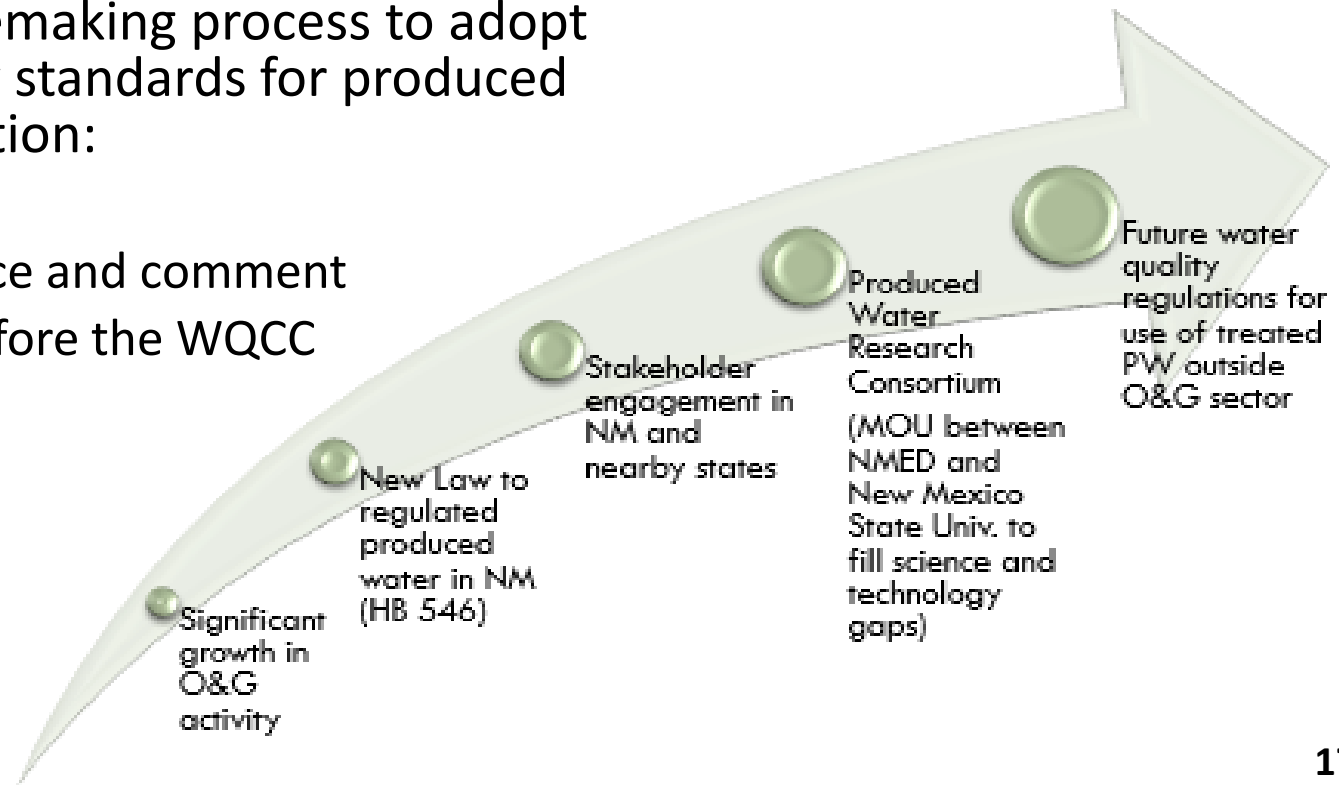 emaking process to adopt
standards for produced
tion:
ce and comment
fore the WQCC
Significant
growth in
O&G
activity
New Law to
regulated
produced
water in NM
(HB 546)
Stakeholder
engagement in
NM and
nearby states
Produced
Water
Research
Consortium
(MOU between
NMED and
New Mexico
State Univ. to
fill science and
technology
gaps)
Future water
quality
regulations for
use of treated
PW outside
O&G sector